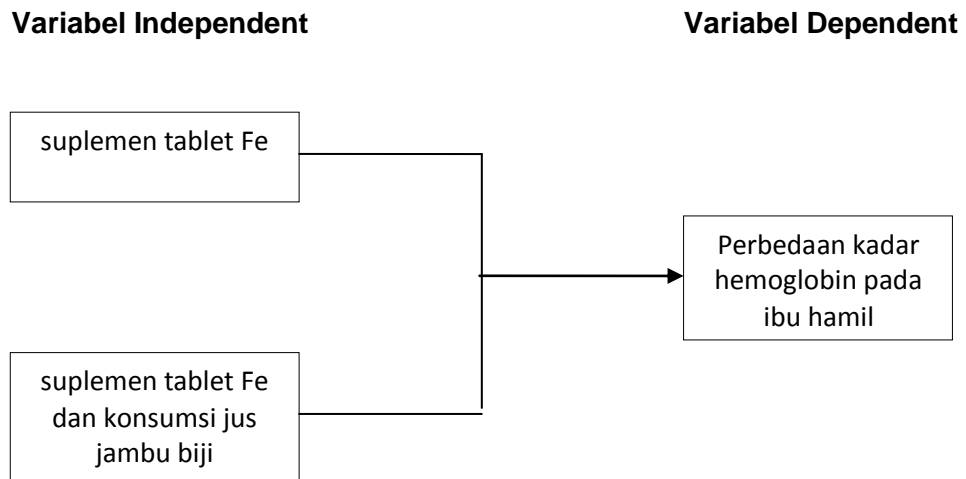 Variabel Independent
Variabel Dependent
suplemen tablet Fe
Perbedaan kadar
hemoglobin pada
ibu hamil
suplemen tablet Fe
dan konsumsi jus
jambu biji